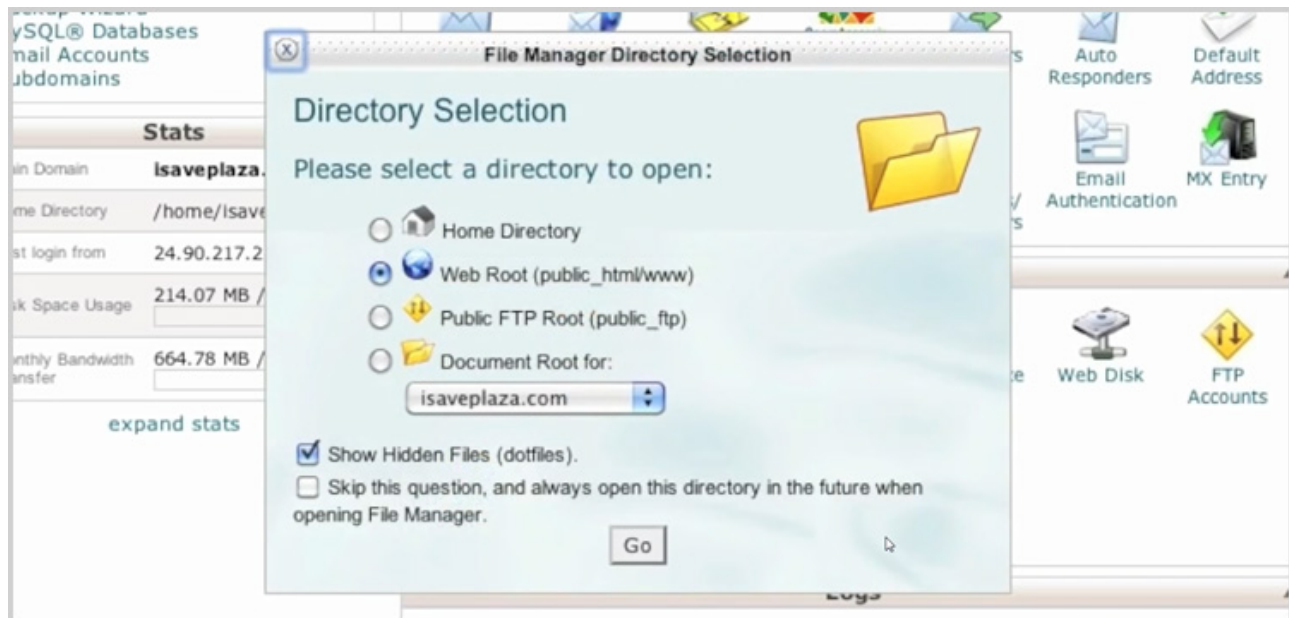 ySQL® Databases
mail Accounts
ubdomains
Stats
in Domain
isaveplaza.
me Directory
/home/isave
st login from
24.90.217.2
sk Space Usage
214.07 MB /
nthly Bandwidth
ansfer
664.78 MB /
expand stats
File Manager Directory Selection
Directory Selection
Please select a directory to open:
Home Directory
Web Root (public_html/www)
Public FTP Root (public_ftp)
Document Root for:
isaveplaza.com
Show Hidden Files (dotfiles).
Skip this question, and always open this directory in the future when
opening File Manager.
Go
Auto
Responders
Default
Address
Email
Authentication
MX Entry
Web Disk
FTP
Accounts